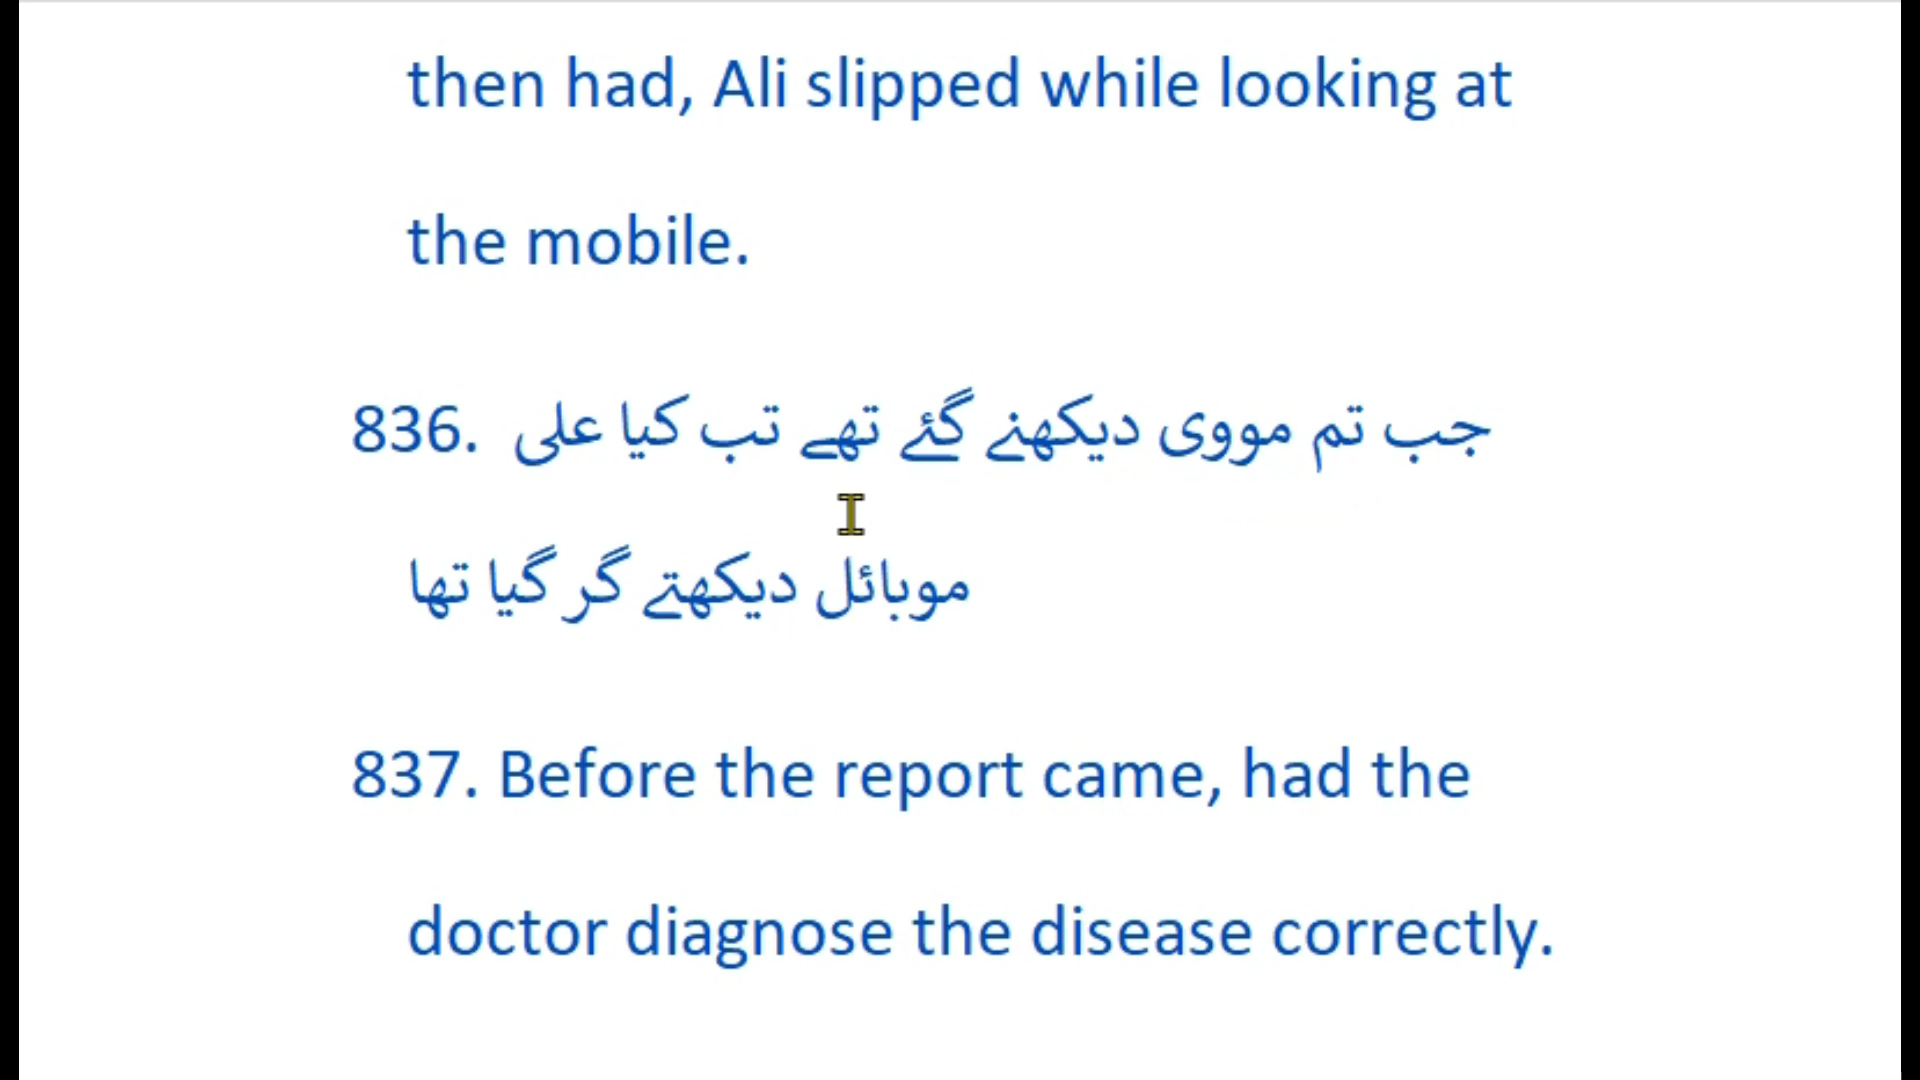 then had, Ali slipped while looking at
the mobile.
836. جب تم مووی دیکھنے گئے تھے تب کیا علی
موبائل دیکھتے گر گیا تھا
837. Before the report came, had the
doctor diagnose the disease correctly.